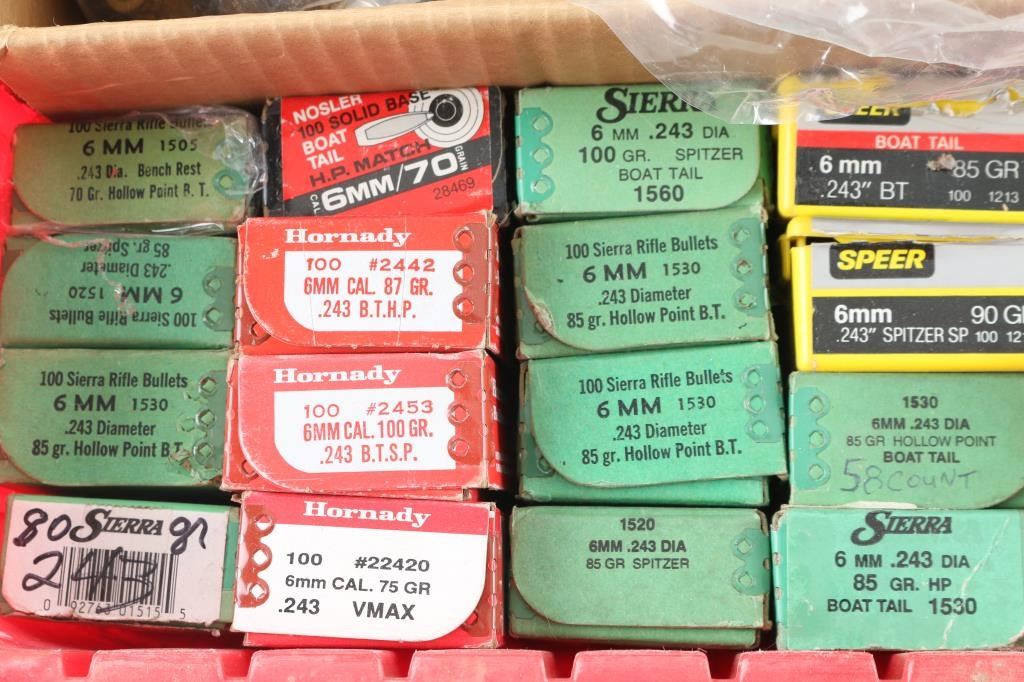 100 Sierra Rifle Bullets
6 MM 1505
.243 Dia. Bench Rest
70 Gr. Hollow Point B. T.
NOSLER
100 SOLID BASE
BOAT
TAIL
H.P. MATCH
CAL. 6MM/70 GRAIN
28469
SIERRA
6 MM .243 DIA
100 GR. SPITZER
BOAT TAIL
1560
SPEER
BOAT TAIL
6 mm 85 GR
.243" BT 100 1213
100 Sierra Rifle Bullets
6 MM 1520
.243 Diameter
85 gr. Spitzer
Hornady
100 #2442
6MM CAL. 87 GR.
.243 B.T.H.P.
100 Sierra Rifle Bullets
6 MM 1530
.243 Diameter
85 gr. Hollow Point B.T.
SPEER
6mm 90
.243" SPITZER SP 100
100 Sierra Rifle Bullets
6 MM 1530
.243 Diameter
85 gr. Hollow Point B.T.
Hornady
100 #2453
6MM CAL. 100 GR.
.243 B.T.S.P.
100 Sierra Rifle Bullets
6 MM 1530
.243 Diameter
85 gr. Hollow Point B.T.
1530
6MM .243 DIA
85 GR HOLLOW POINT
BOAT TAIL
58 COUNT
80 SIERRA gr
243
0 92763 01515 5
Hornady
100 #22420
6mm CAL. 75 GR
.243 VMAX
1520
6MM .243 DIA
85 GR SPITZER
SIERRA
6 MM .243 DIA
85 GR. HP
BOAT TAIL 1530